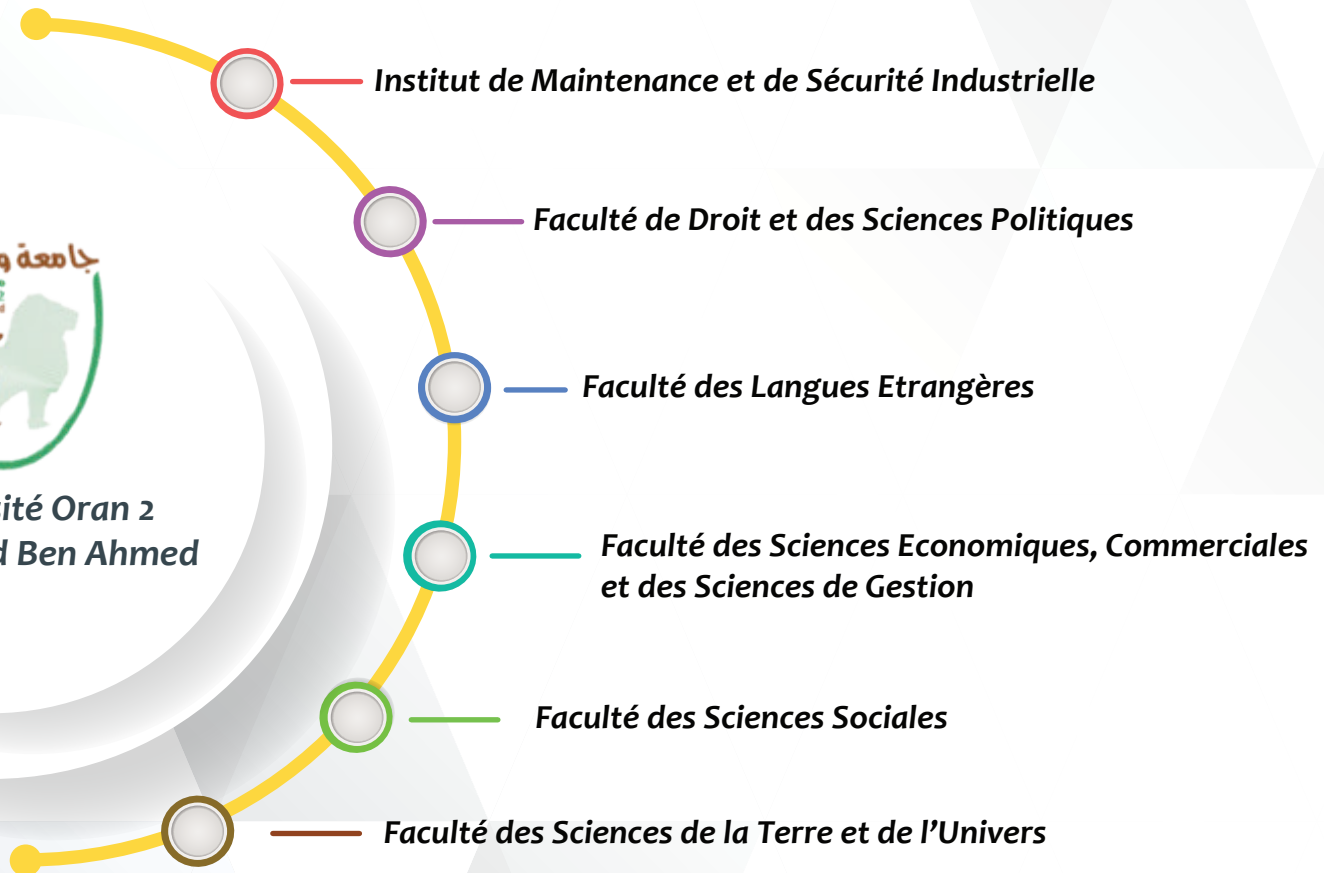 Institut de Maintenance et de Sécurité Industrielle
Faculté de Droit et des Sciences Politiques
جامعة و
Faculté des Langues Etrangères
ité Oran 2
d Ben Ahmed
Faculté des Sciences Economiques, Commerciales
et des Sciences de Gestion
Faculté des Sciences Sociales
Faculté des Sciences de la Terre et de l’Univers